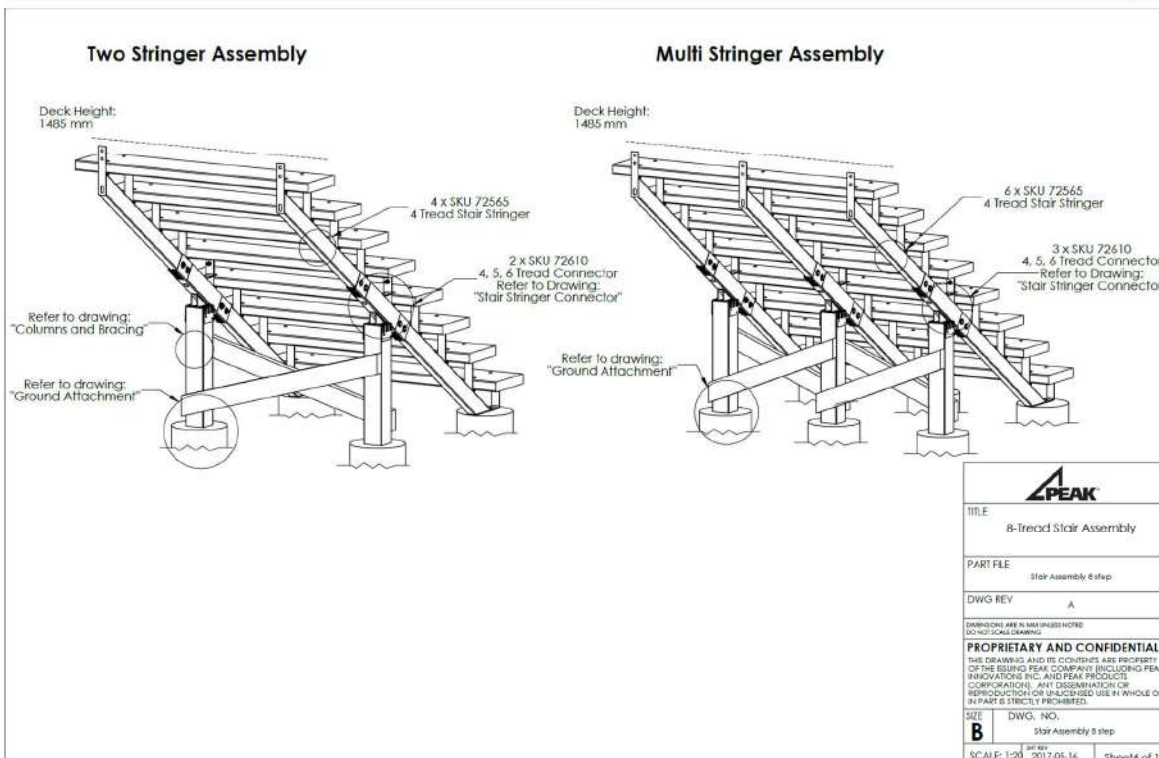 Two Stringer Assembly
Deck Height:
1485 mm
4 x SKU 72565
4 Tread Stair Stringer
2 x SKU 72610
4, 5, 6 Tread Connector
Refer to Drawing:
"Stair Stringer Connector"
Refer to drawing:
"Columns and Bracing"
Refer to drawing:
"Ground Attachment"
Multi Stringer Assembly
Deck Height:
1485 mm
6 x SKU 72565
4 Tread Stair Stringer
3 x SKU 72610
4, 5, 6 Tread Connector
Refer to Drawing:
"Stair Stringer Connector
Refer to drawing:
"Ground Attachment"
PEAK
TITLE
8-Tread Stair Assembly
PART FILE
Stair Assembly 8 step
DWG REV
A
DIMENSIONS ARE IN MM UNLESS NOTED
DO NOT SCALE DRAWING
PROPRIETARY AND CONFIDENTIAL
THIS DRAWING AND ITS CONTENTS ARE PROPERTY
OF THE ISSUING PEAK COMPANY (INCLUDING PEA
INNOVATIONS INC. AND PEAK PRODUCTS
CORPORATION). ANY DISSEMINATION OR
REPRODUCTION OR UNLICENSED USE IN WHOLE O
IN PART IS STRICTLY PROHIBITED.
SIZE
B
DWG. NO.
Stair Assembly 8 step
SCALE: 1:20
2017-05-16
of 1